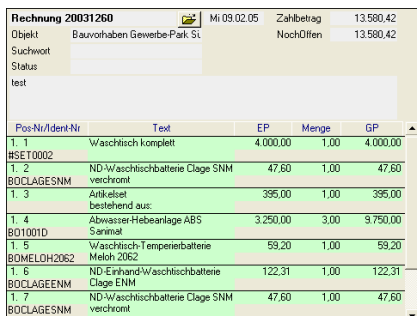 Rechnung 20031260 Mi 09.02.05 Zahlbetrag 13.580,42
Objekt Bauvorhaben Gewerbe-Park Sü NochOffen 13.580,42
Suchwort
Status
test
Pos-Nr/Ident-Nr Text EP Menge GP
1. 1 Waschtisch komplett 4.000,00 1,00 4.000,00
#SET0002
1. 2 ND-Waschtischbatterie Clage SNM 47,60 1,00 47,60
BOCLAGESNM verchromt
1. 3 Artikelset 395,00 1,00 395,00
bestehend aus:
1. 4 Abwasser-Hebeanlage ABS 3.250,00 3,00 9.750,00
BO1001D Sanimat
1. 5 Waschtisch-Temperierbatterie 59,20 1,00 59,20
BOMELOH2062 Meloh 2062
1. 6 ND-Einhand-Waschtischbatterie 122,31 1,00 122,31
BOCLAGEENM Clage ENM
1. 7 ND-Waschtischbatterie Clage SNM 47,60 1,00 47,60
BOCLAGESNM verchromt